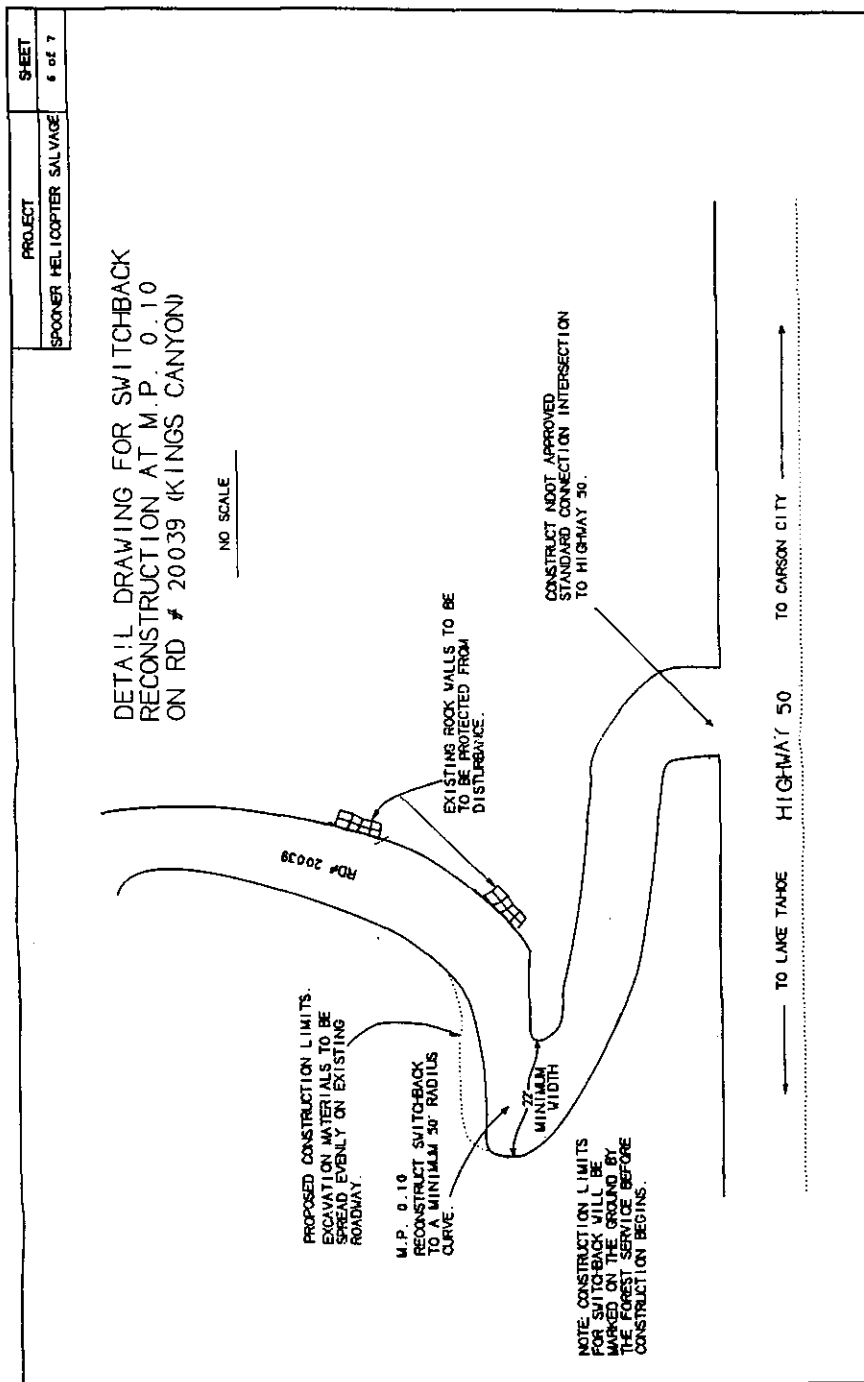 PROJECT
SHEET
SPOONER HELICOPTER SALVAGE
6 of 7
DETAIL DRAWING FOR SWITCHBACK
RECONSTRUCTION AT M.P. 0.10
ON RD # 20039 (KINGS CANYON)
NO SCALE
RD# 20039
EXISTING ROCK WALLS TO BE
TO BE PROTECTED FROM
DISTURBANCE.
PROPOSED CONSTRUCTION LIMITS.
EXCAVATION MATERIALS TO BE
SPREAD EVENLY ON EXISTING
ROADWAY.
M.P. 0.10
RECONSTRUCT SWITCHBACK
TO A MINIMUM 50' RADIUS
CURVE.
22'
MINIMUM
WIDTH
NOTE: CONSTRUCTION LIMITS
FOR SWITCHBACK WILL BE
MARKED ON THE GROUND BY
THE FOREST SERVICE BEFORE
CONSTRUCTION BEGINS.
CONSTRUCT NDOT APPROVED
STANDARD CONNECTION INTERSECTION
TO HIGHWAY 50.
TO LAKE TAHOE
HIGHWAY 50
TO CARSON CITY